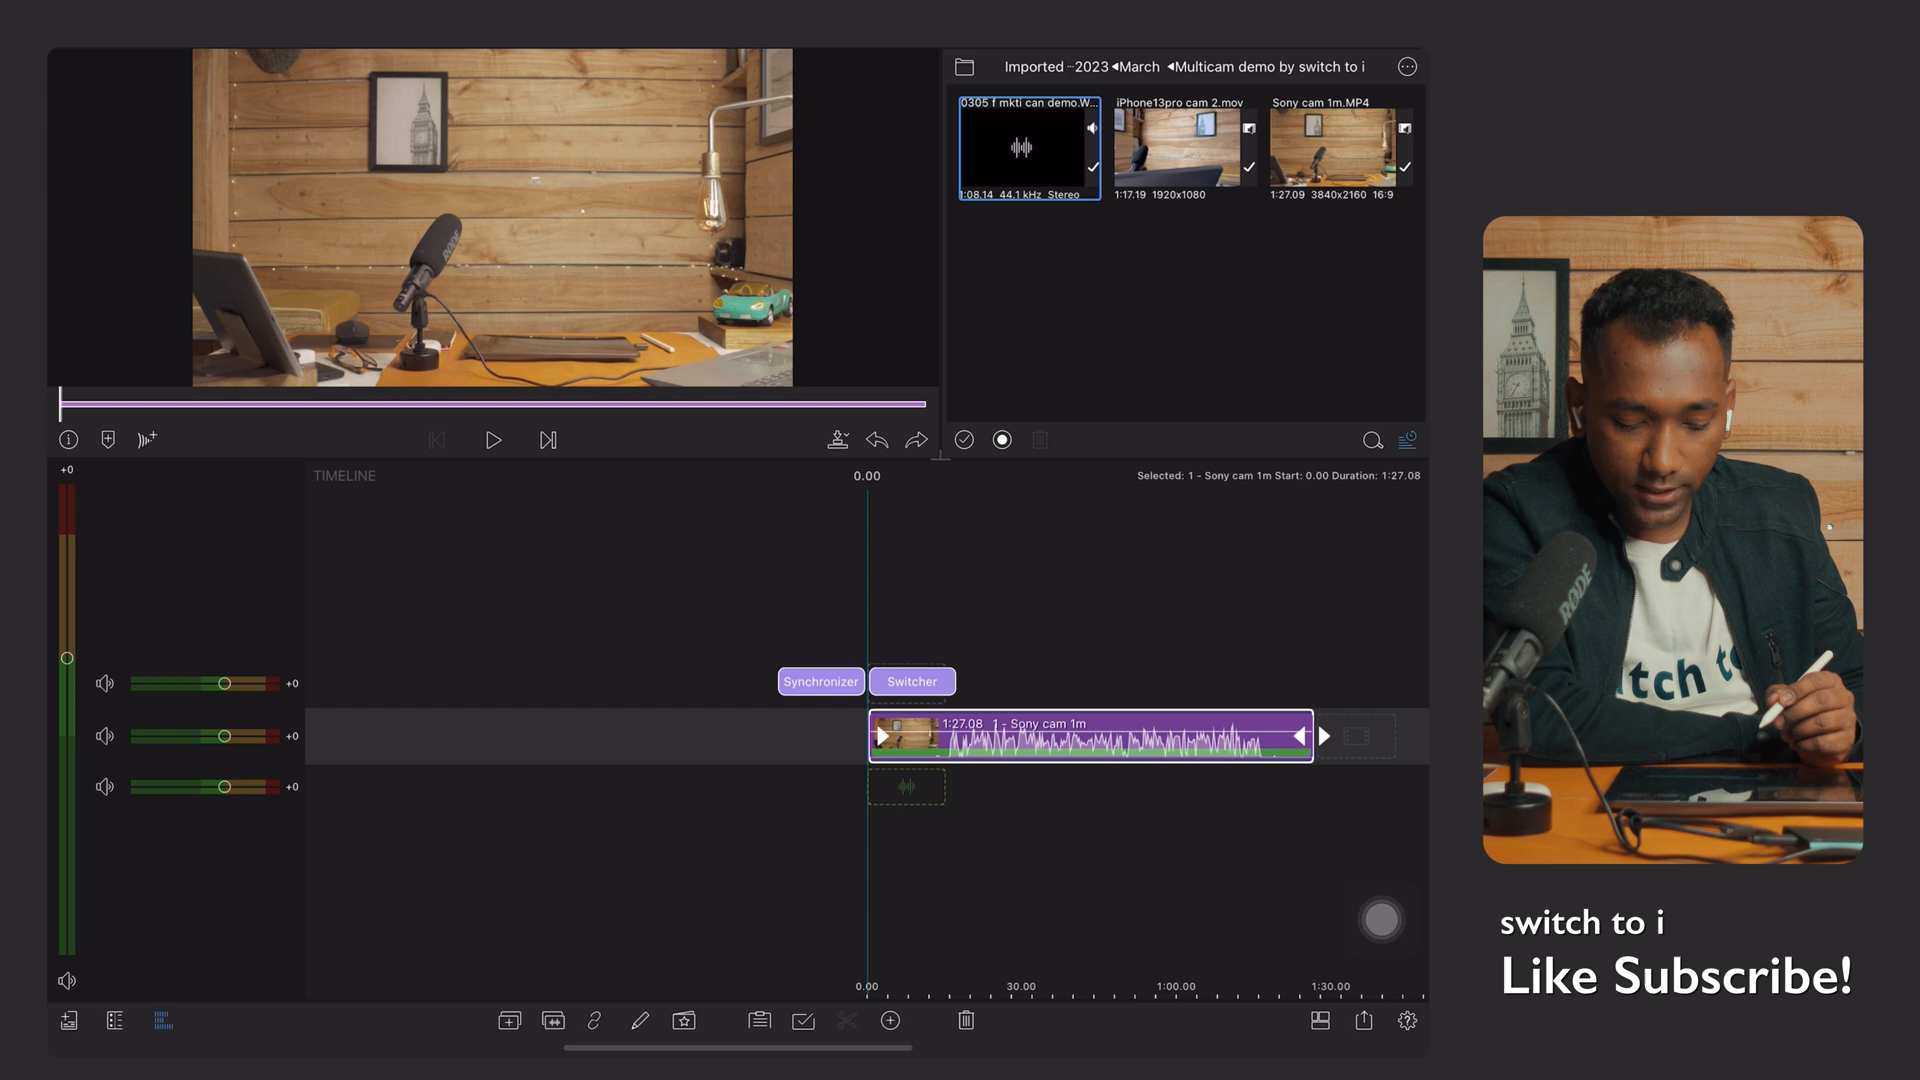 Imported ··· 2023 ◂March ◂Multicam demo by switch to i
0305 f mkti can demo.W...
iPhone13pro cam 2.mov
Sony cam 1m.MP4
1:08.14 44.1 kHz Stereo
1:17.19 1920x1080
1:27.09 3840x2160 16:9
RODE
+0
TIMELINE
0.00
Selected: 1 - Sony cam 1m Start: 0.00 Duration: 1:27.08
RODE
+0
Synchronizer
Switcher
itch to
1:27.08 1 - Sony cam 1m
+0
+0
switch to i
Like Subscribe!
0.00
30.00
1:00.00
1:30.00